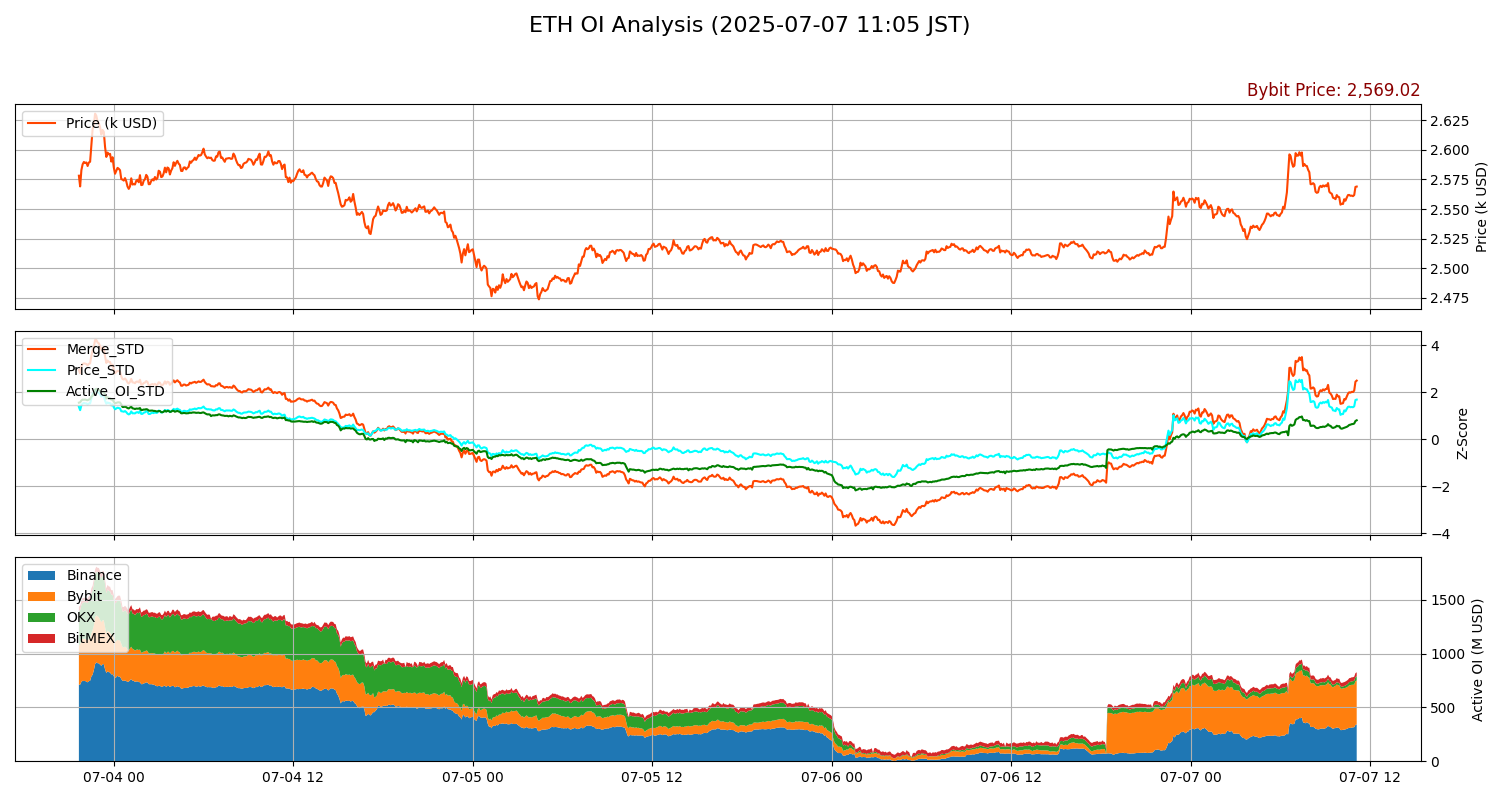 ETH OI Analysis (2025-07-07 11:05 JST)
Bybit Price: 2,569.02
Price (k USD)
2.625
2.600
2.575
2.550
2.525
2.500
2.475
Price (k USD)
Merge_STD
Price_STD
Active_OI_STD
4
2
0
−2
−4
Z-Score
Binance
Bybit
OKX
BitMEX
1500
1000
500
0
Active OI (M USD)
07-04 00 07-04 12 07-05 00 07-05 12 07-06 00 07-06 12 07-07 00 07-07 12